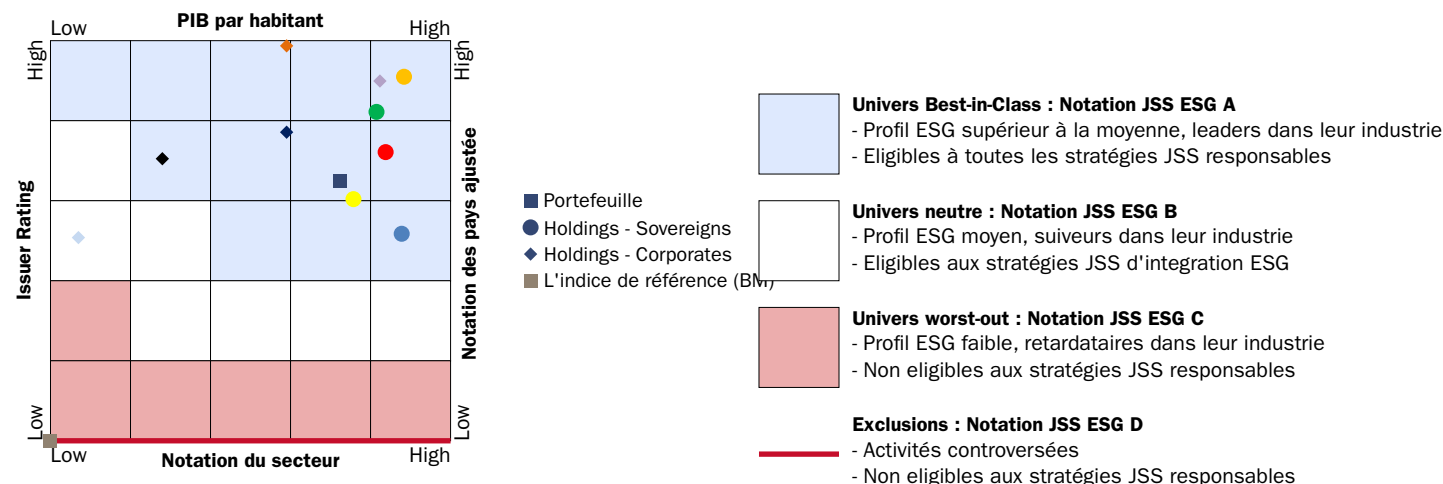 PIB par habitant
Low
High
High
High
Issuer Rating
Notation des pays ajustée
Low
Low
Low
High
Notation du secteur
Portefeuille
Holdings - Sovereigns
Holdings - Corporates
L'indice de référence (BM)
Univers Best-in-Class : Notation JSS ESG A
- Profil ESG supérieur à la moyenne, leaders dans leur industrie
- Eligibles à toutes les stratégies JSS responsables
Univers neutre : Notation JSS ESG B
- Profil ESG moyen, suiveurs dans leur industrie
- Eligibles aux stratégies JSS d'integration ESG
Univers worst-out : Notation JSS ESG C
- Profil ESG faible, retardataires dans leur industrie
- Non eligibles aux stratégies JSS responsables
Exclusions : Notation JSS ESG D
- Activités controversées
- Non eligibles aux stratégies JSS responsables